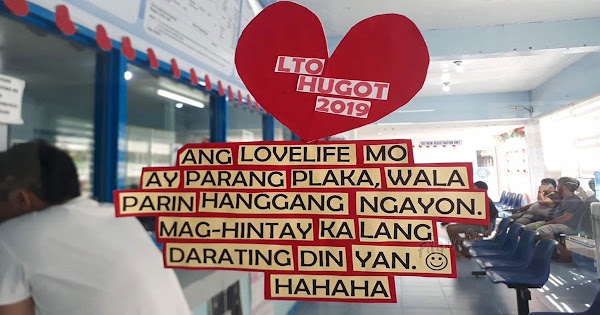 LTO
HUGOT
2019
ANG LOVELIFE MO
AY PARANG PLAKA, WALA
PARIN HANGGANG NGAYON.
MAG-HINTAY KA LANG
DARATING DIN YAN. ☺
HAHAHA